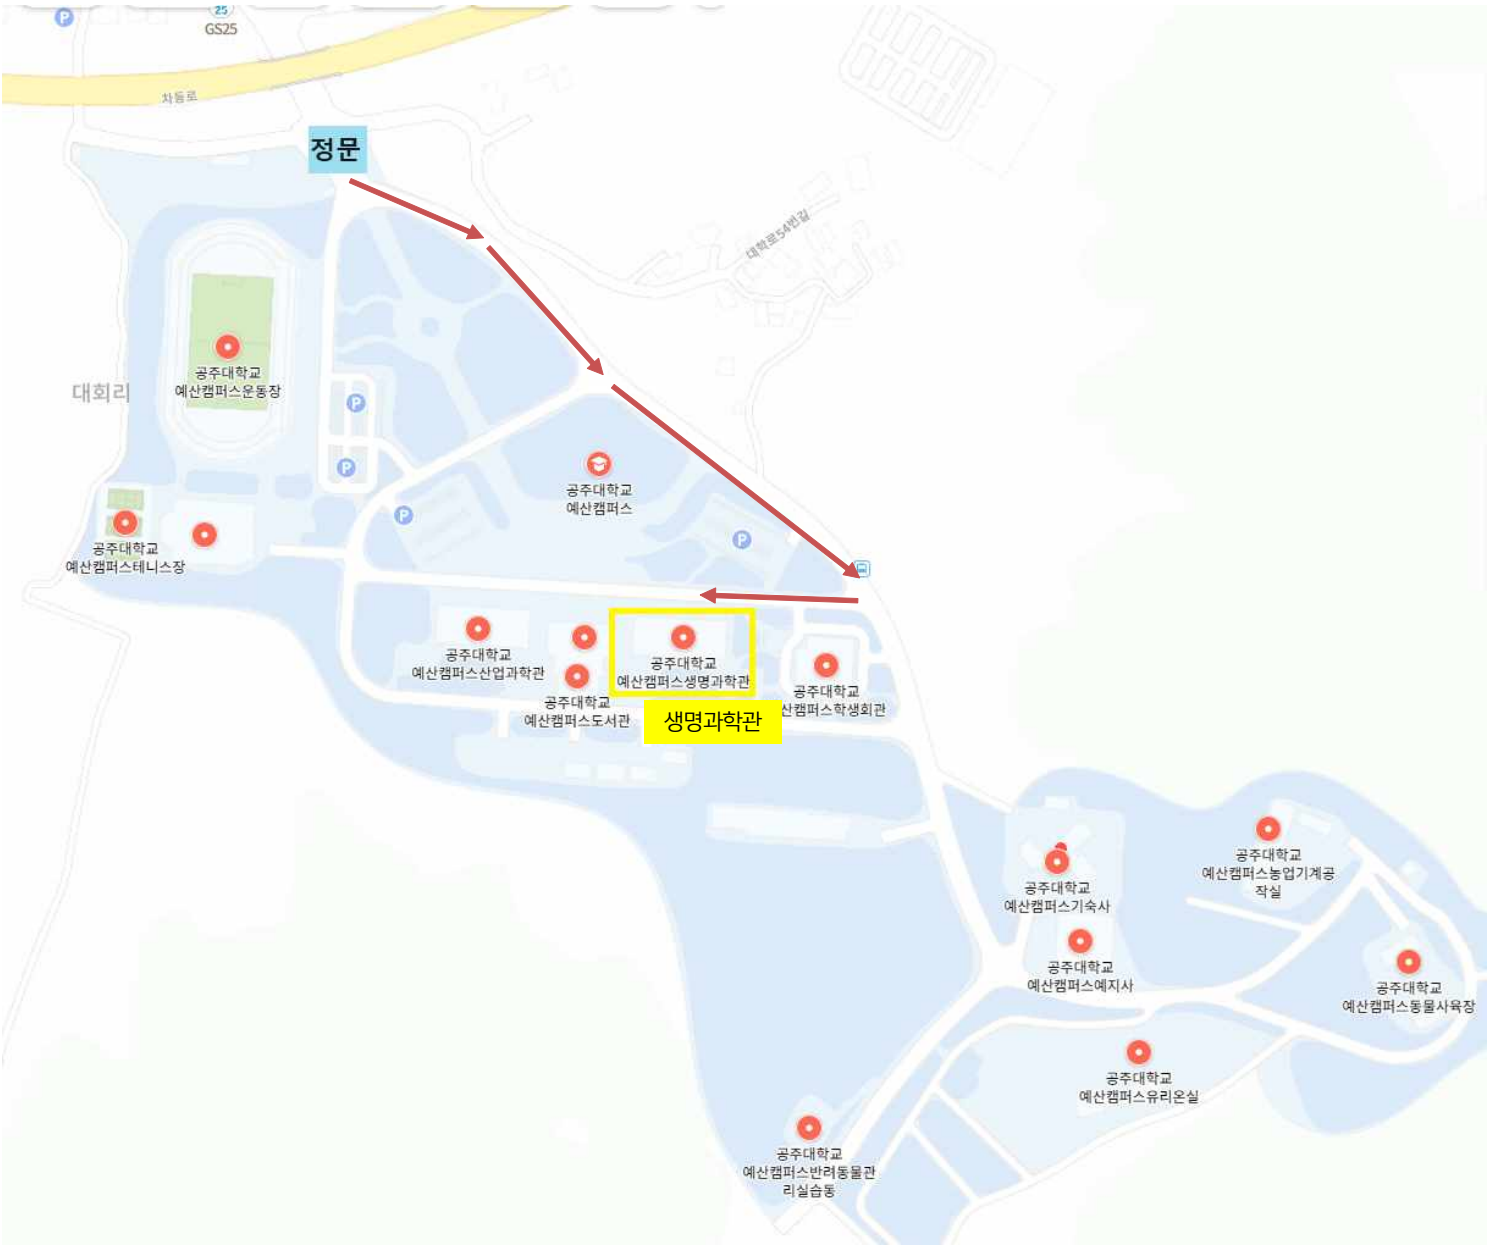 25
P
GS25
차동로
정문
대학로54번길
공주대학교
예산캠퍼스운동장
대회리
P
P
공주대학교
예산캠퍼스
P
P
공주대학교
예산캠퍼스테니스장
공주대학교
예산캠퍼스산업과학관
공주대학교
예산캠퍼스생명과학관
공주대학교
산캠퍼스학생회관
공주대학교
예산캠퍼스도서관
생명과학관
공주대학교
예산캠퍼스농업기계공
작실
공주대학교
예산캠퍼스기숙사
공주대학교
예산캠퍼스예지사
공주대학교
예산캠퍼스동물사육장
공주대학교
예산캠퍼스유리온실
공주대학교
예산캠퍼스반려동물관
리실습동